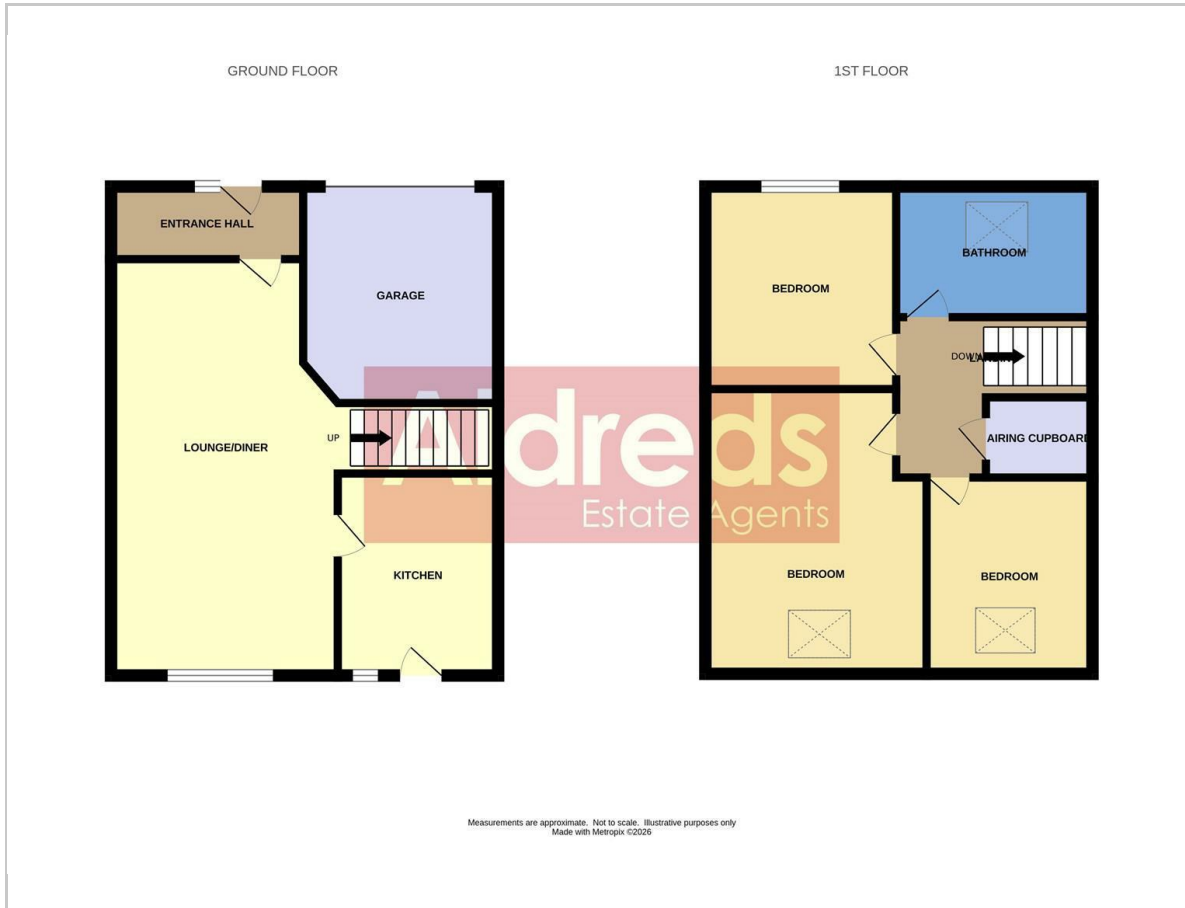 GROUND FLOOR
1ST FLOOR
ENTRANCE HALL
GARAGE
BEDROOM
BATHROOM
DOWN
LANDING
UP
LOUNGE/DINER
AIRING CUPBOARD
Aldreds
Estate Agents
KITCHEN
BEDROOM
BEDROOM
Measurements are approximate. Not to scale. Illustrative purposes only
Made with Metropix ©2026